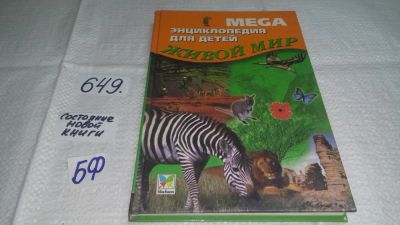 649.
состояние
новой
книги
БФ
MEGA
ЭНЦИКЛОПЕДИЯ
ДЛЯ ДЕТЕЙ
ЖИВОЙ МИР